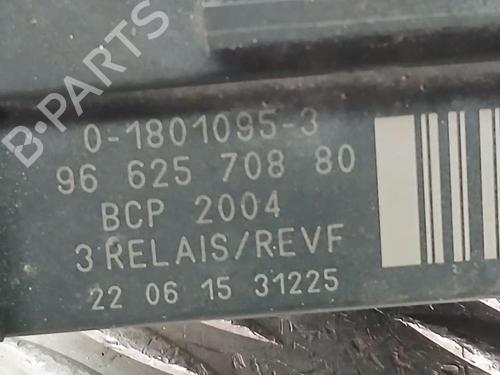 B-PARTS
0-1801095-3
96 625 708 80
BCP 2004
3 RELAIS/REVF
22 06 15 31225